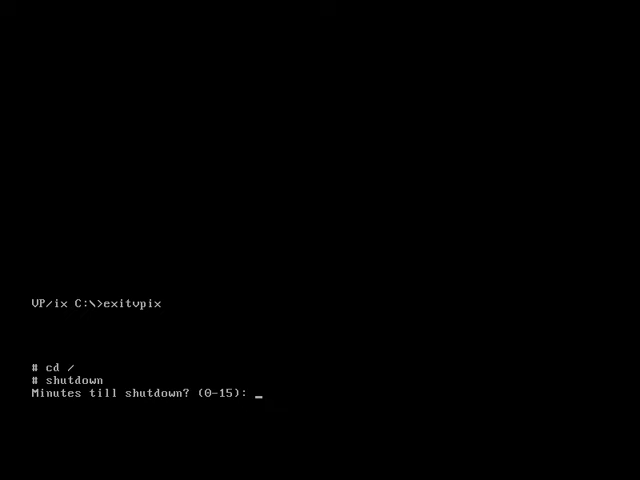 VP/ix C:\>exitvpix
# cd /
# shutdown
Minutes till shutdown? (0-15): _